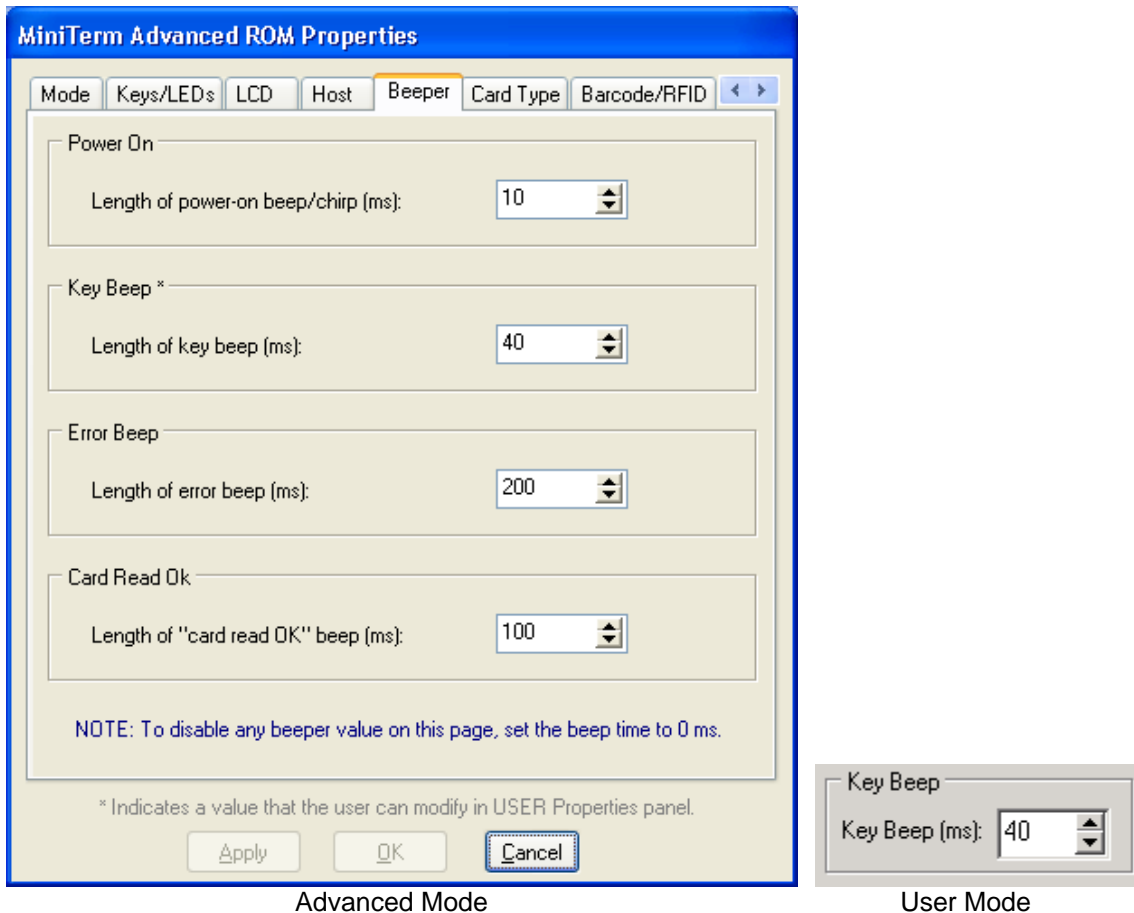 MiniTerm Advanced ROM Properties
Mode Keys/LEDs LCD Host Beeper Card Type Barcode/RFID
Power On
Length of power-on beep/chirp (ms): 10
Key Beep *
Length of key beep (ms): 40
Error Beep
Length of error beep (ms): 200
Card Read Ok
Length of "card read OK" beep (ms): 100
NOTE: To disable any beeper value on this page, set the beep time to 0 ms.
* Indicates a value that the user can modify in USER Properties panel.
Apply OK Cancel
Advanced Mode
Key Beep
Key Beep (ms): 40
User Mode